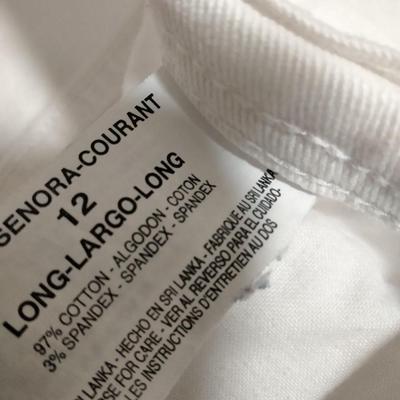 SENORA-COURANT
12
LONG-LARGO-LONG
97% COTTON - ALGODON - COTON
3% SPANDEX - SPANDEX - SPANDEX
SRI LANKA - HECHO EN SRI LANKA - FABRIQUE AU SRI LANKA
FOR CARE - VER AL REVERSO PARA EL CUIDADO-
LES INSTRUCTIONS D'ENTRETIEN AU DOS